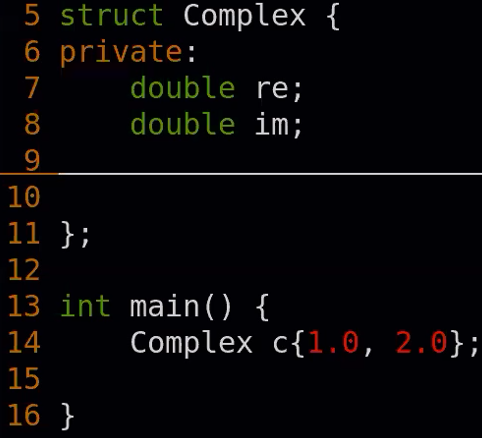 5 struct Complex {
6 private:
7     double re;
8     double im;
9
10
11 };
12
13 int main() {
14     Complex c{1.0, 2.0};
15
16 }